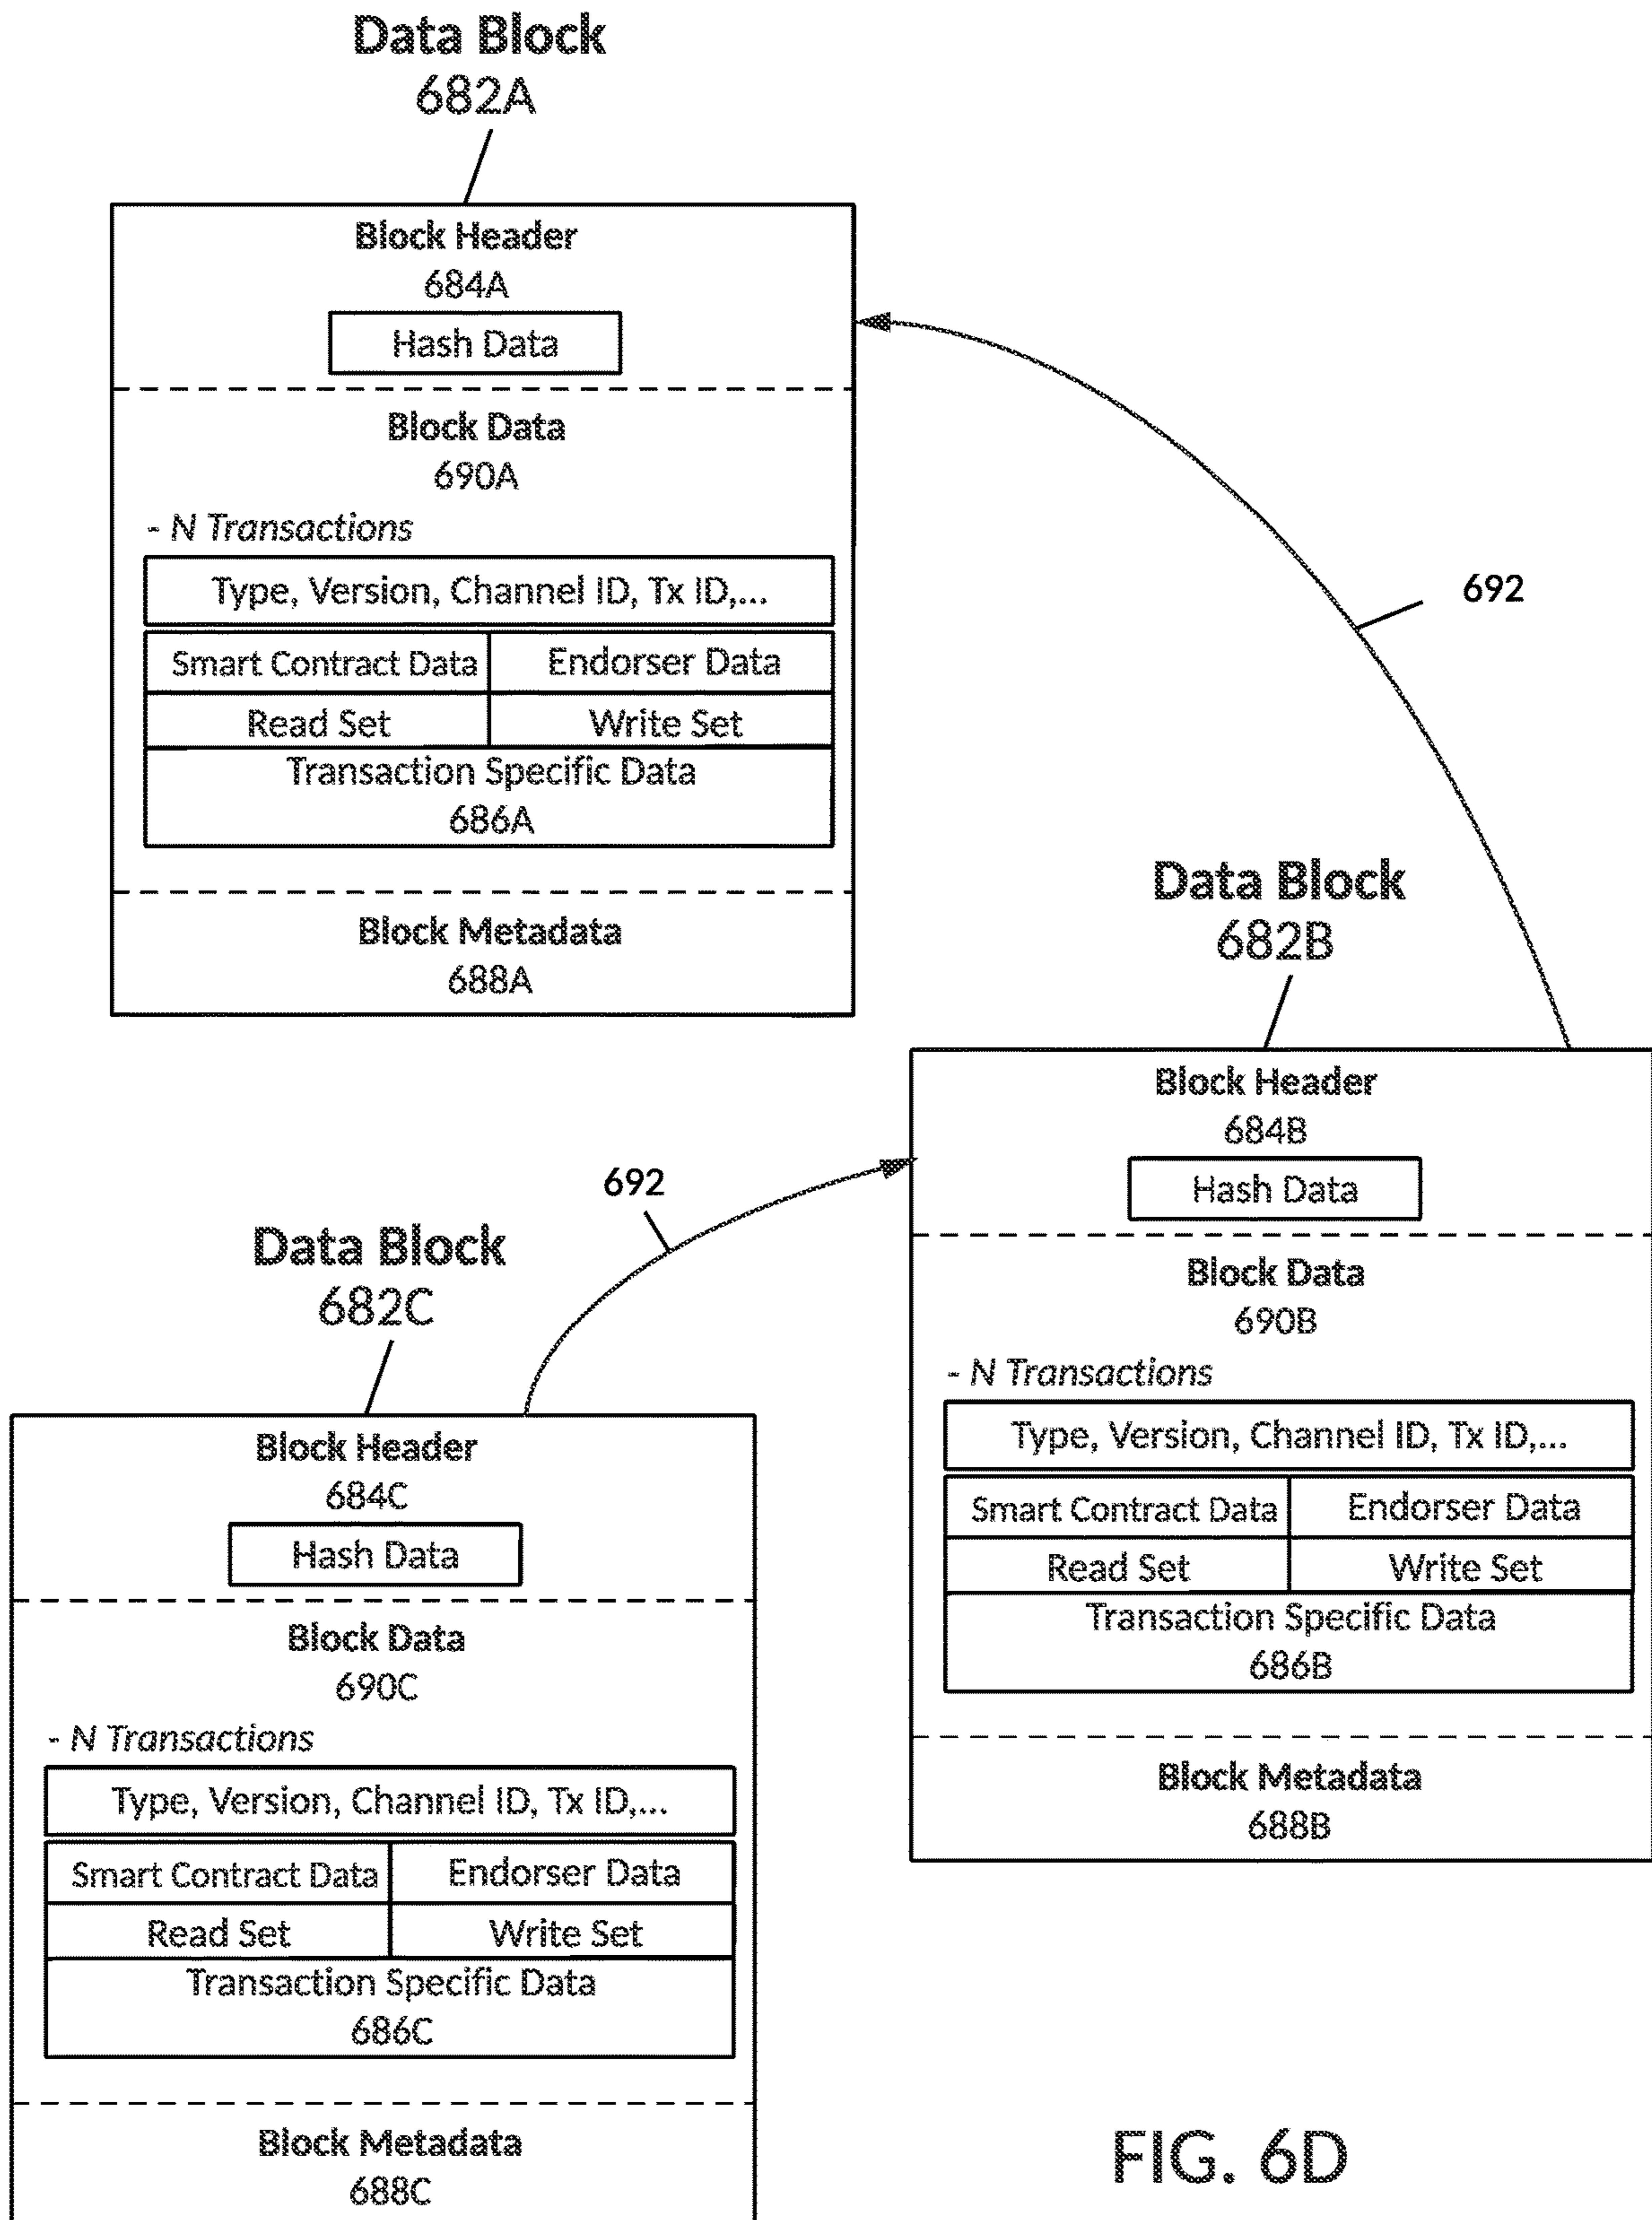 Data Block
682A
Block Header
684A
Hash Data
Block Data
690A
- N Transactions
Type, Version, Channel ID, Tx ID,...
Smart Contract Data
Endorser Data
Read Set
Write Set
Transaction Specific Data
686A
Block Metadata
688A
692
Data Block
682B
Block Header
684B
Hash Data
Block Data
690B
- N Transactions
Type, Version, Channel ID, Tx ID,...
Smart Contract Data
Endorser Data
Read Set
Write Set
Transaction Specific Data
686B
Block Metadata
688B
692
Data Block
682C
Block Header
684C
Hash Data
Block Data
690C
- N Transactions
Type, Version, Channel ID, Tx ID,...
Smart Contract Data
Endorser Data
Read Set
Write Set
Transaction Specific Data
686C
Block Metadata
688C
FIG. 6D